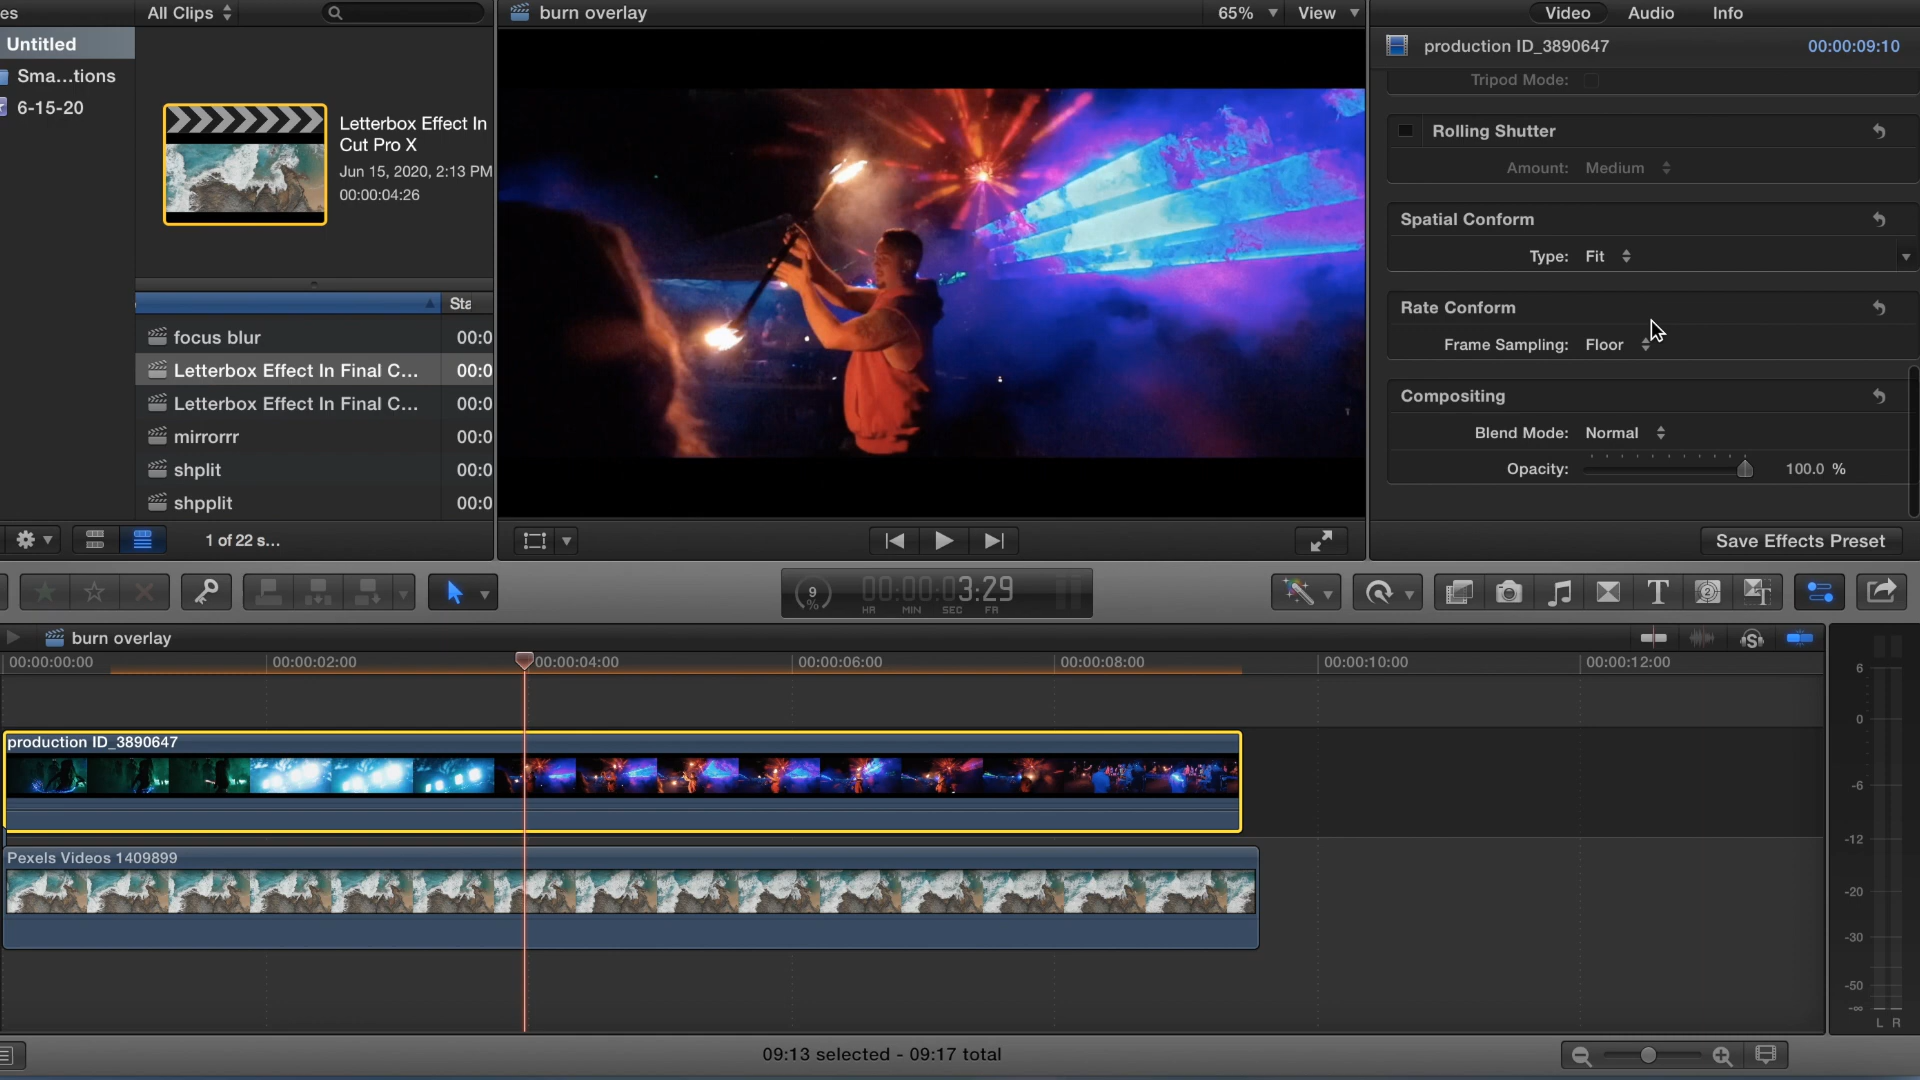 es
All Clips
burn overlay
65%
View
Video
Audio
Info
Untitled
Sma...tions
6-15-20
Letterbox Effect In
Cut Pro X
Jun 15, 2020, 2:13 PM
00:00:04:26
Sta
focus blur 00:0
Letterbox Effect In Final C... 00:0
Letterbox Effect In Final C... 00:0
mirrorrr 00:0
shplit 00:0
shpplit 00:0
1 of 22 s...
production ID_3890647 00:00:09:10
Tripod Mode:
Rolling Shutter
Amount: Medium
Spatial Conform
Type: Fit
Rate Conform
Frame Sampling: Floor
Compositing
Blend Mode: Normal
Opacity: 100.0 %
Save Effects Preset
9 %
00:00:03:29
HR MIN SEC FR
T
2
burn overlay
S
00:00:00:00 00:00:02:00 00:00:04:00 00:00:06:00 00:00:08:00 00:00:10:00 00:00:12:00
production ID_3890647
Pexels Videos 1409899
6
0
-6
-12
-20
-30
-50
-∞
L R
09:13 selected - 09:17 total